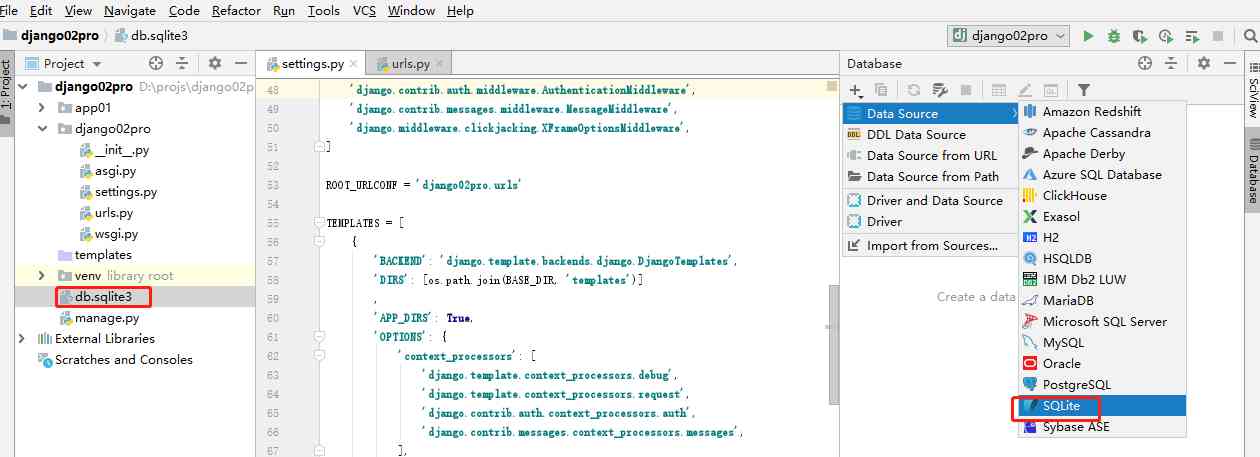 File Edit View Navigate Code Refactor Run Tools VCS Window Help
django02pro db.sqlite3 django02pro
1: Project
Project
django02pro D:\projs\django02p
app01
django02pro
__init__.py
asgi.py
settings.py
urls.py
wsgi.py
templates
venv library root
db.sqlite3
manage.py
External Libraries
Scratches and Consoles
settings.py urls.py
48 'django.contrib.auth.middleware.AuthenticationMiddleware',
49 'django.contrib.messages.middleware.MessageMiddleware',
50 'django.middleware.clickjacking.XFrameOptionsMiddleware',
51 ]
52
53 ROOT_URLCONF = 'django02pro.urls'
54
55 TEMPLATES = [
56 {
57 'BACKEND': 'django.template.backends.django.DjangoTemplates',
58 'DIRS': [os.path.join(BASE_DIR, 'templates')]
59 ,
60 'APP_DIRS': True,
61 'OPTIONS': {
62 'context_processors': [
63 'django.template.context_processors.debug',
64 'django.template.context_processors.request',
65 'django.contrib.auth.context_processors.auth',
66 'django.contrib.messages.context_processors.messages',
67 ],
Database
Data Source
DDL Data Source
Data Source from URL
Data Source from Path
Driver and Data Source
Driver
Import from Sources...
Create a data
Amazon Redshift
Apache Cassandra
Apache Derby
Azure SQL Database
ClickHouse
Exasol
H2
HSQLDB
IBM Db2 LUW
MariaDB
Microsoft SQL Server
MySQL
Oracle
PostgreSQL
SQLite
Sybase ASE
SciView
Database